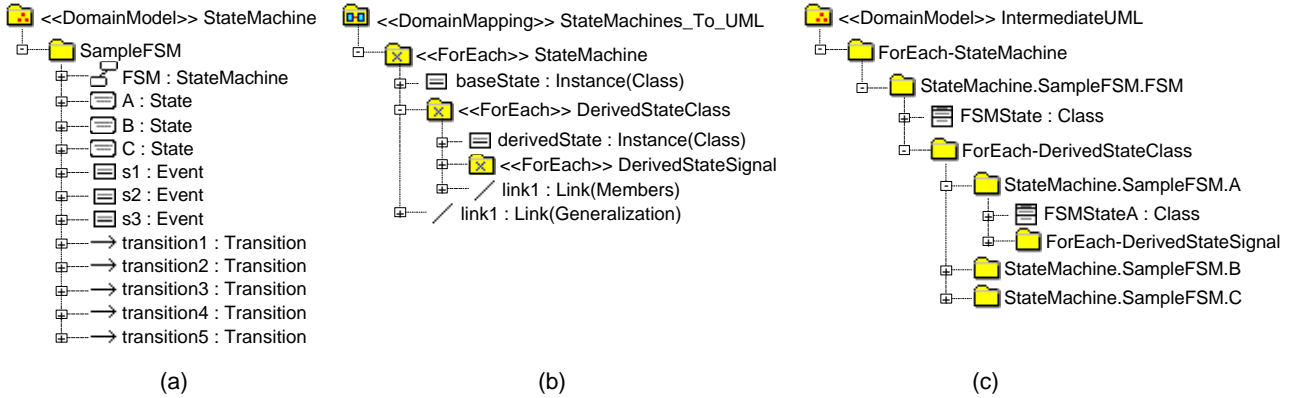 <<DomainModel>> StateMachine
SampleFSM
FSM : StateMachine
A : State
B : State
C : State
s1 : Event
s2 : Event
s3 : Event
transition1 : Transition
transition2 : Transition
transition3 : Transition
transition4 : Transition
transition5 : Transition
(a)
<<DomainMapping>> StateMachines_To_UML
<<ForEach>> StateMachine
baseState : Instance(Class)
<<ForEach>> DerivedStateClass
derivedState : Instance(Class)
<<ForEach>> DerivedStateSignal
link1 : Link(Members)
link1 : Link(Generalization)
(b)
<<DomainModel>> IntermediateUML
ForEach-StateMachine
StateMachine.SampleFSM.FSM
FSMState : Class
ForEach-DerivedStateClass
StateMachine.SampleFSM.A
FSMStateA : Class
ForEach-DerivedStateSignal
StateMachine.SampleFSM.B
StateMachine.SampleFSM.C
(c)